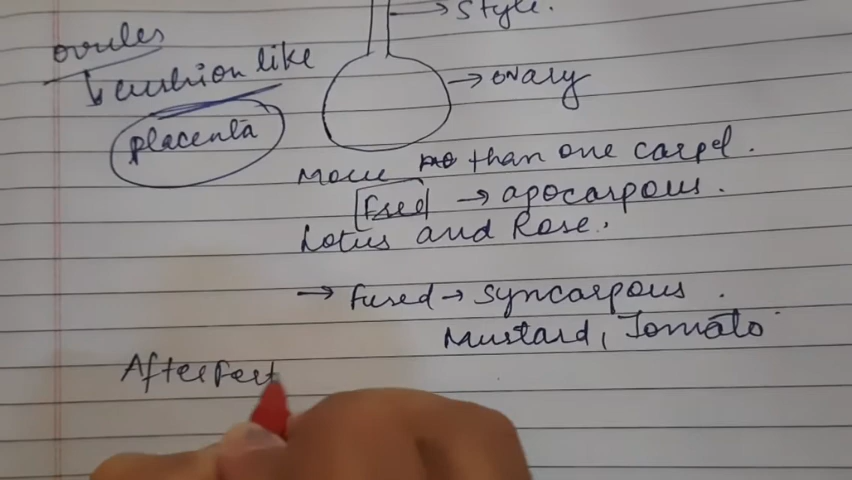 style.
ovules
cushion like
placenta
ovary
More than one carpel.
Free → apocarpous.
Lotus and Rose.
→ fused → syncarpous.
Mustard, Tomato
After fert